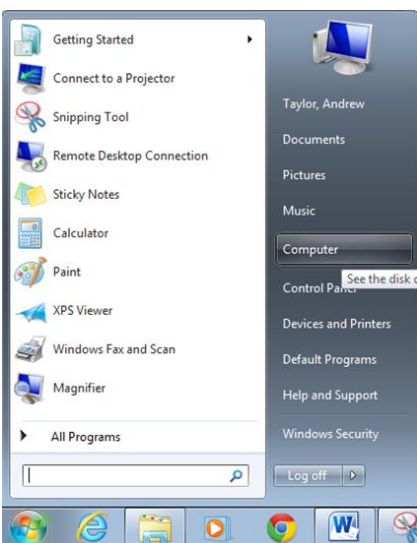 Getting Started
Connect to a Projector
Snipping Tool
Remote Desktop Connection
Sticky Notes
Calculator
Paint
XPS Viewer
Windows Fax and Scan
Magnifier
All Programs
Taylor, Andrew
Documents
Pictures
Music
Computer
See the disk
Control
Devices and Printers
Default Programs
Help and Support
Windows Security
Log off
W